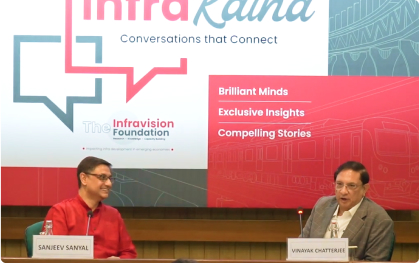 Infra Katha
Conversations that Connect
The Infravision
Foundation
Brilliant Minds
Exclusive Insights
Compelling Stories
SANJEEV SANYAL
VINAYAK CHATTERJEE